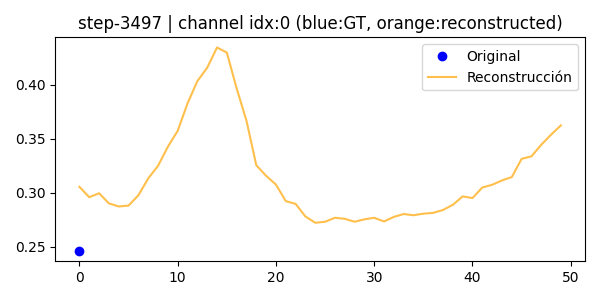 step-3497 | channel idx:0 (blue:GT, orange:reconstructed)
Original
Reconstrucción
0.40
0.35
0.30
0.25
0 10 20 30 40 50